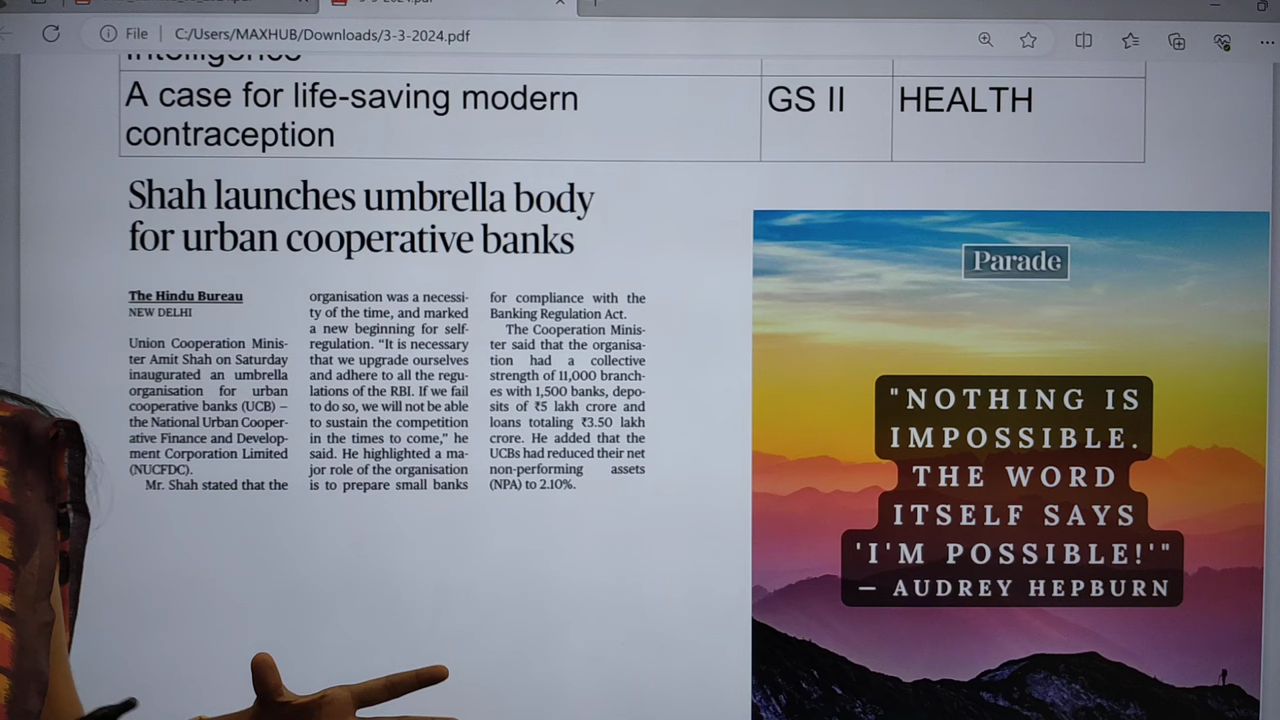 3-3-2024.pdf
File
C:/Users/MAXHUB/Downloads/3-3-2024.pdf
Intelligence
A case for life-saving modern
contraception
GS II
HEALTH
Shah launches umbrella body
for urban cooperative banks
The Hindu Bureau
NEW DELHI
Union Cooperation Minis-
ter Amit Shah on Saturday
inaugurated an umbrella
organisation for urban
cooperative banks (UCB) –
the National Urban Cooper-
ative Finance and Develop-
ment Corporation Limited
(NUCFDC).
Mr. Shah stated that the
organisation was a necessi-
ty of the time, and marked
a new beginning for self-
regulation. “It is necessary
that we upgrade ourselves
and adhere to all the regu-
lations of the RBI. If we fail
to do so, we will not be able
to sustain the competition
in the times to come,” he
said. He highlighted a ma-
jor role of the organisation
is to prepare small banks
for compliance with the
Banking Regulation Act.
The Cooperation Minis-
ter said that the organisa-
tion had a collective
strength of 11,000 branch-
es with 1,500 banks, depo-
sits of ₹5 lakh crore and
loans totaling ₹3.50 lakh
crore. He added that the
UCBs had reduced their net
non-performing assets
(NPA) to 2.10%.
Parade
"NOTHING IS
IMPOSSIBLE.
THE WORD
ITSELF SAYS
'I'M POSSIBLE!'"
— AUDREY HEPBURN